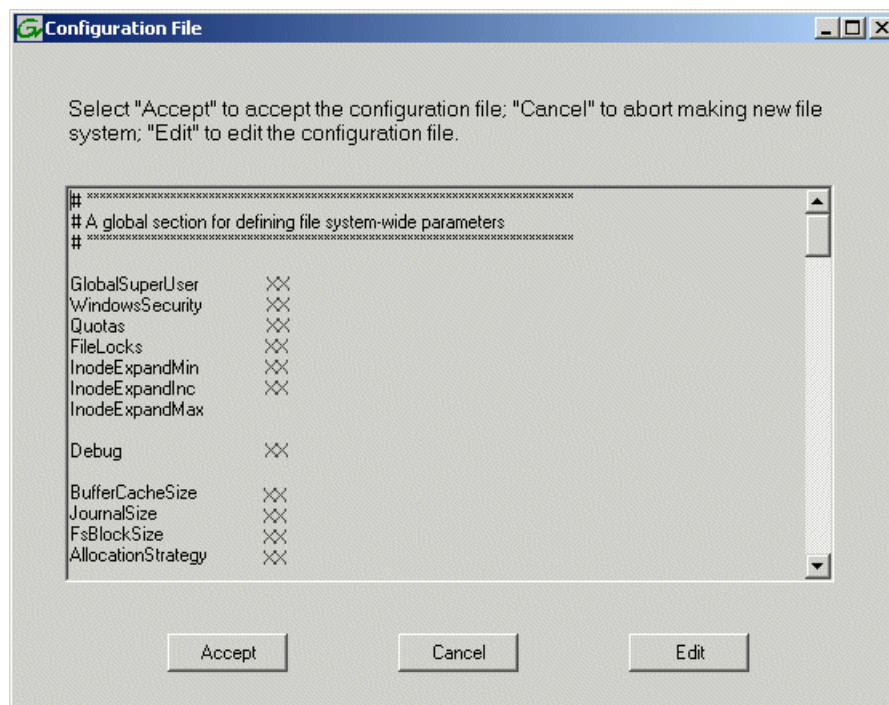 Configuration File
Select "Accept" to accept the configuration file; "Cancel" to abort making new file
system; "Edit" to edit the configuration file.
# ******************************************************************************
# A global section for defining file system-wide parameters
# ******************************************************************************
GlobalSuperUser XX
WindowsSecurity XX
Quotas XX
FileLocks XX
InodeExpandMin XX
InodeExpandInc XX
InodeExpandMax
Debug XX
BufferCacheSize XX
JournalSize XX
FsBlockSize XX
AllocationStrategy XX
Accept Cancel Edit